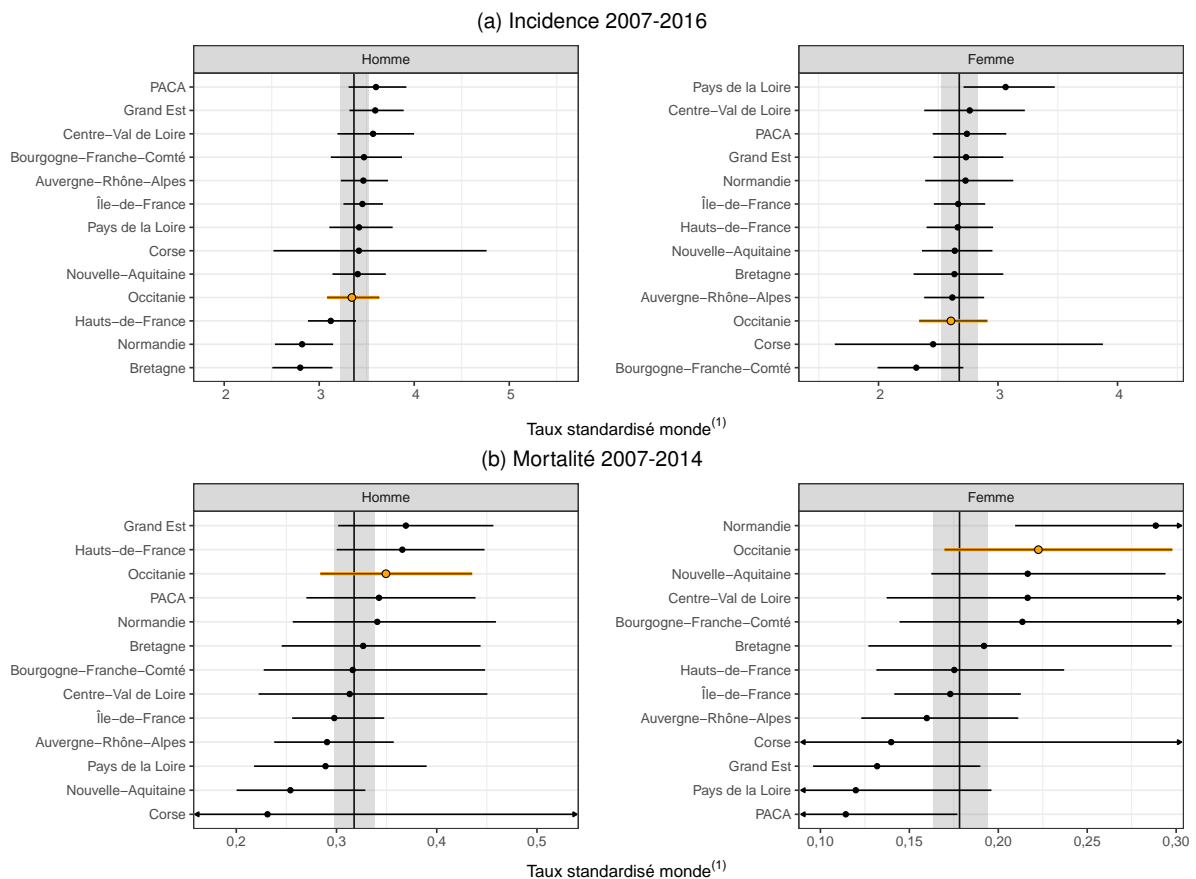 (a) Incidence 2007-2016
Homme
PACA
Grand Est
Centre−Val de Loire
Bourgogne−Franche−Comté
Auvergne−Rhône−Alpes
Île−de−France
Pays de la Loire
Corse
Nouvelle−Aquitaine
Occitanie
Hauts−de−France
Normandie
Bretagne
2 3 4 5
Femme
Pays de la Loire
Centre−Val de Loire
PACA
Grand Est
Normandie
Île−de−France
Hauts−de−France
Nouvelle−Aquitaine
Bretagne
Auvergne−Rhône−Alpes
Occitanie
Corse
Bourgogne−Franche−Comté
2 3 4
Taux standardisé monde(1)
(b) Mortalité 2007-2014
Homme
Grand Est
Hauts−de−France
Occitanie
PACA
Normandie
Bretagne
Bourgogne−Franche−Comté
Centre−Val de Loire
Île−de−France
Auvergne−Rhône−Alpes
Pays de la Loire
Nouvelle−Aquitaine
Corse
0,2 0,3 0,4 0,5
Femme
Normandie
Occitanie
Nouvelle−Aquitaine
Centre−Val de Loire
Bourgogne−Franche−Comté
Bretagne
Hauts−de−France
Île−de−France
Auvergne−Rhône−Alpes
Corse
Grand Est
Pays de la Loire
PACA
0,10 0,15 0,20 0,25 0,30
Taux standardisé monde(1)